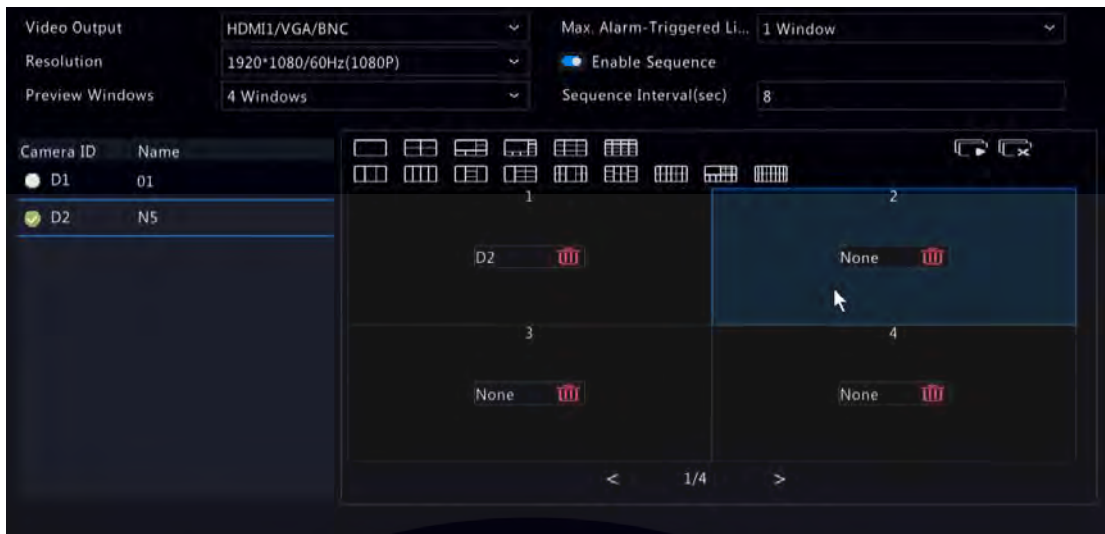 Video Output HDMI1/VGA/BNC Max. Alarm-Triggered Li... 1 Window
Resolution 1920*1080/60Hz(1080P) Enable Sequence
Preview Windows 4 Windows Sequence Interval(sec) 8
Camera ID Name
D1 01
D2 N5
1 2
D2 None
3 4
None None
< 1/4 >